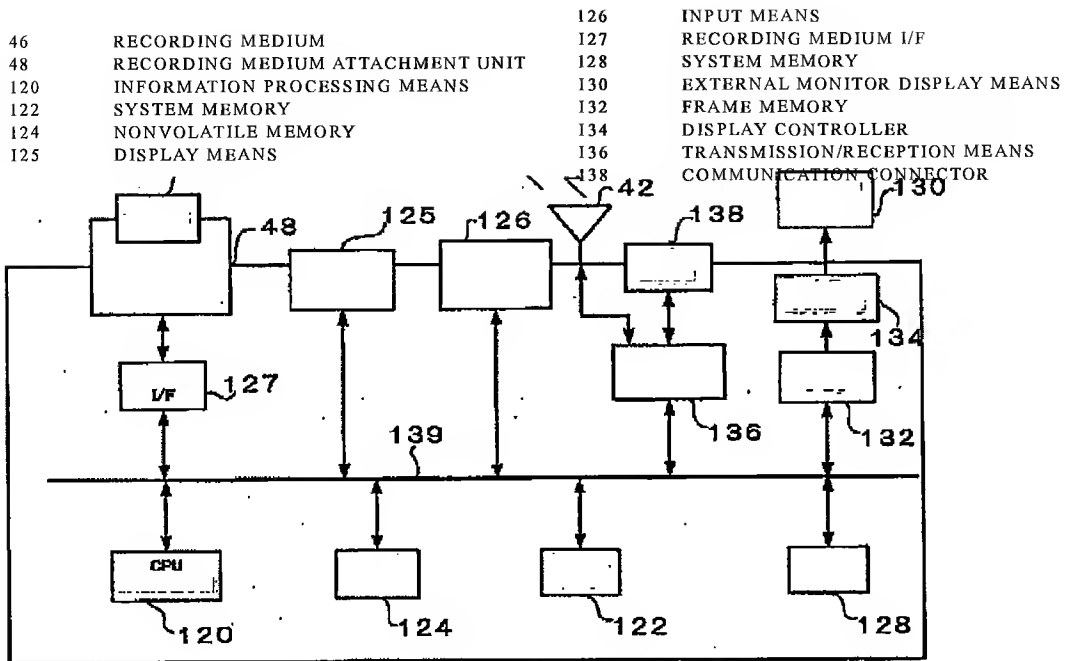 46 RECORDING MEDIUM
48 RECORDING MEDIUM ATTACHMENT UNIT
120 INFORMATION PROCESSING MEANS
122 SYSTEM MEMORY
124 NONVOLATILE MEMORY
125 DISPLAY MEANS
126 INPUT MEANS
127 RECORDING MEDIUM I/F
128 SYSTEM MEMORY
130 EXTERNAL MONITOR DISPLAY MEANS
132 FRAME MEMORY
134 DISPLAY CONTROLLER
136 TRANSMISSION/RECEPTION MEANS
138 COMMUNICATION CONNECTOR
42
130
48
125
126
138
134
I/F
127
136
132
139
CPU
120
124
122
128